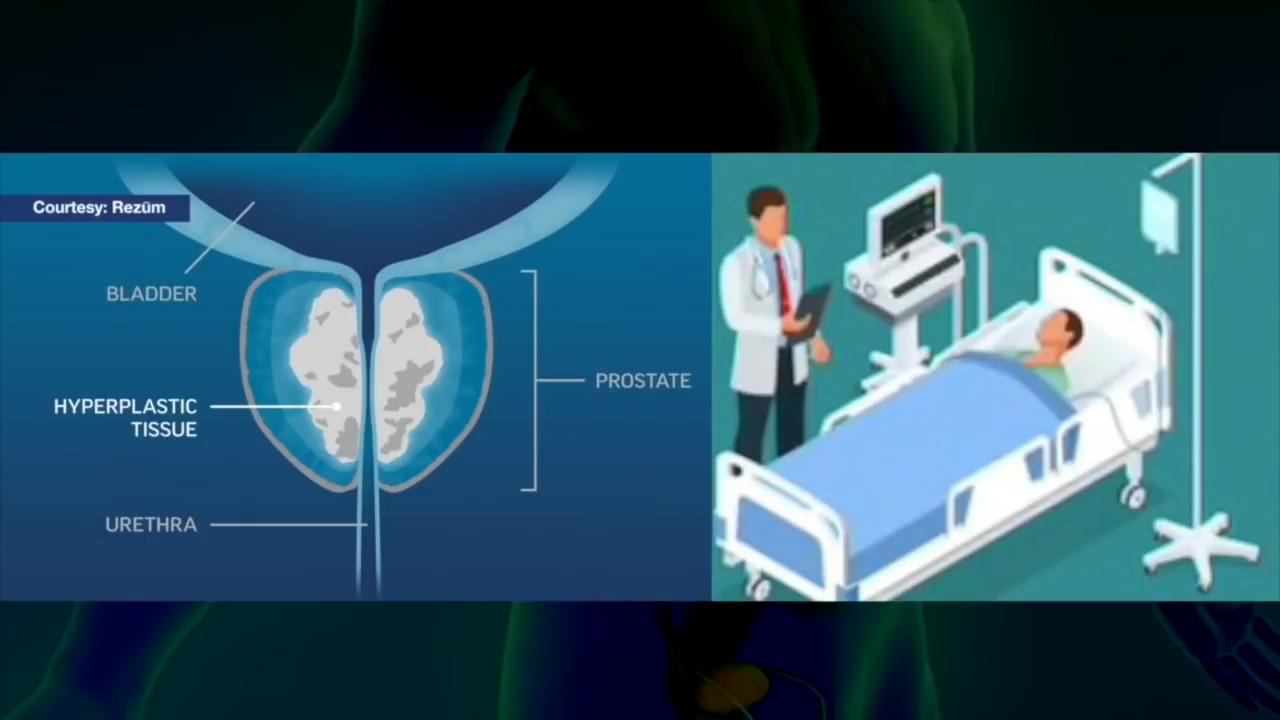 Courtesy: Rezūm
BLADDER
HYPERPLASTIC
TISSUE
PROSTATE
URETHRA